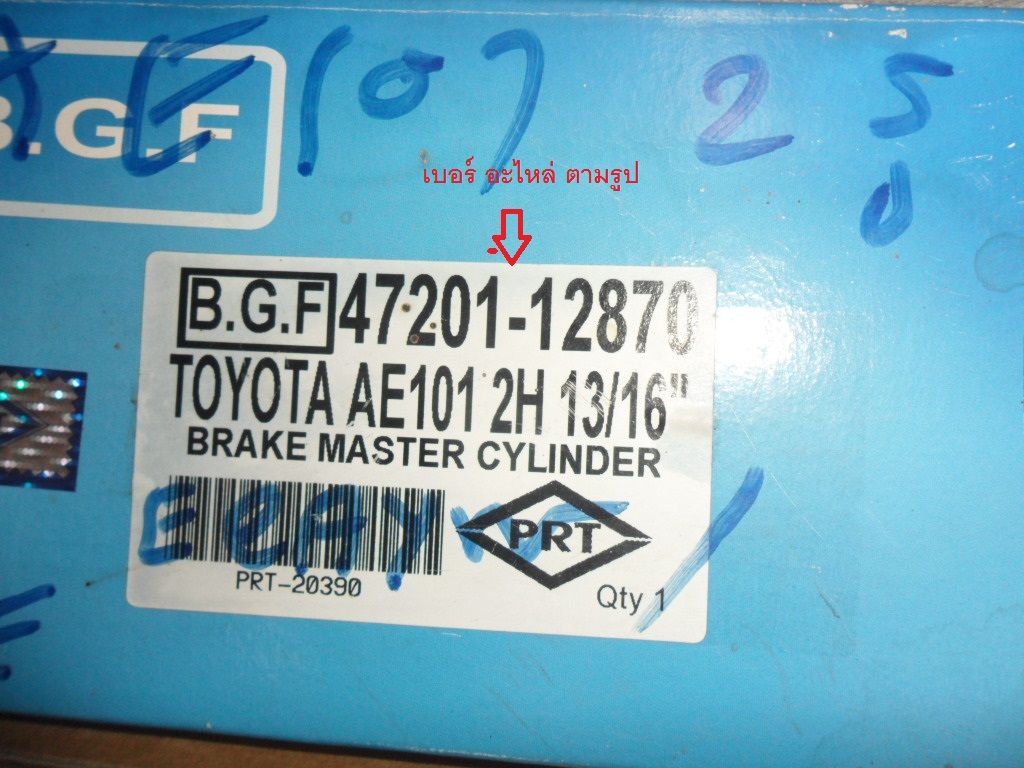 B.G.F
เบอร์ อะไหล่ ตามรูป
B.G.F 47201-12870
TOYOTA AE101 2H 13/16"
BRAKE MASTER CYLINDER
PRT-20390
PRT
Qty 1